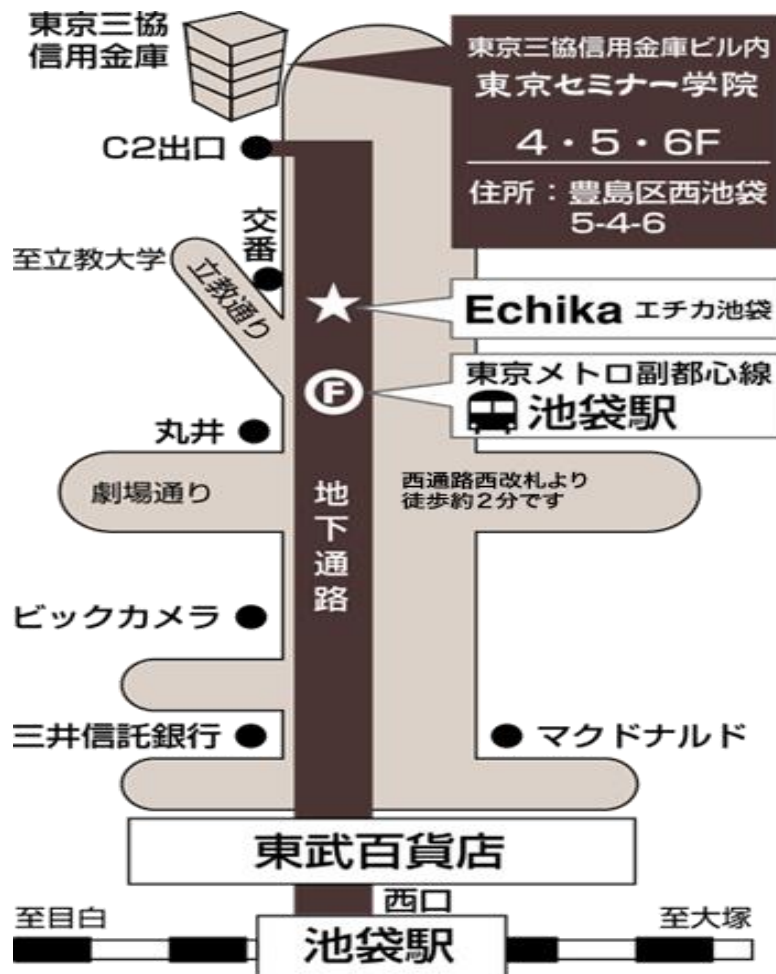 東京三協
信用金庫
東京三協信用金庫ビル内
東京セミナー学院
4・5・6F
住所：豊島区西池袋
5-4-6
C2出口
交番
至立教大学
立教通り
Echika エチカ池袋
東京メトロ副都心線
池袋駅
F
丸井
劇場通り
西通路西改札より
徒歩約2分です
地下通路
ビックカメラ
三井信託銀行
マクドナルド
東武百貨店
西口
至目白
至大塚
池袋駅